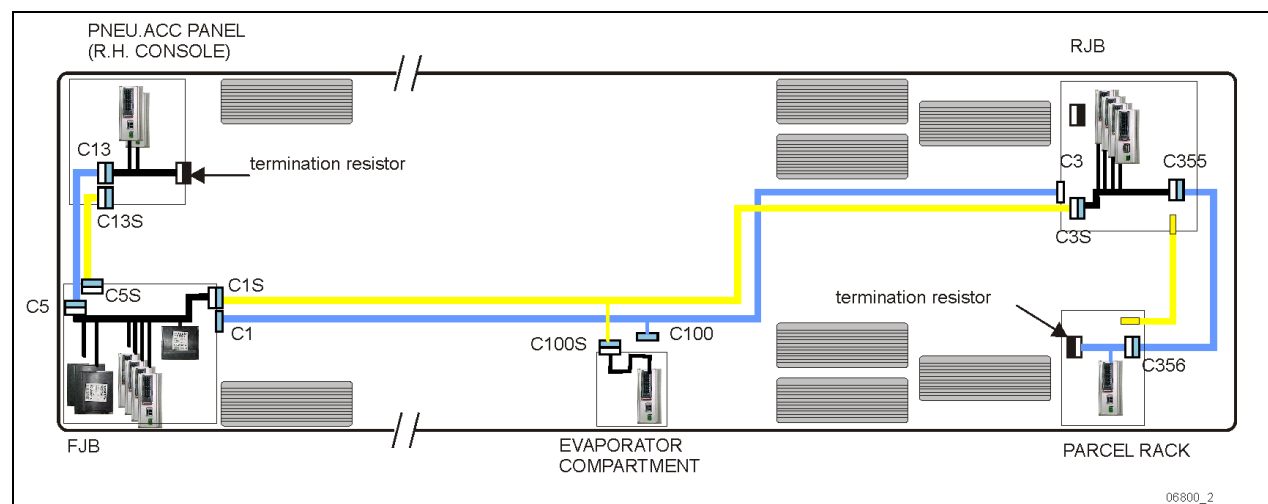 PNEU.ACC PANEL
(R.H. CONSOLE)
RJB
C13
termination resistor
C3
C355
C13S
C3S
C5
C5S
C1S
C1
termination resistor
C100S
C100
C356
FJB
EVAPORATOR
COMPARTMENT
PARCEL RACK
06800_2